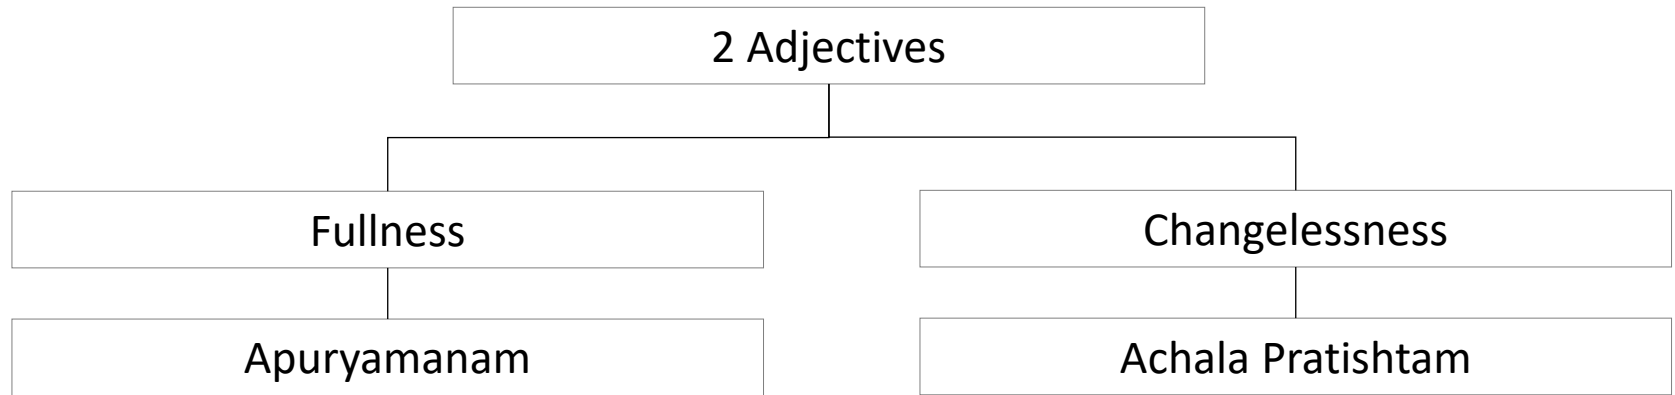 2 Adjectives
Fullness
Changelessness
Apuryamanam
Achala Pratishtam